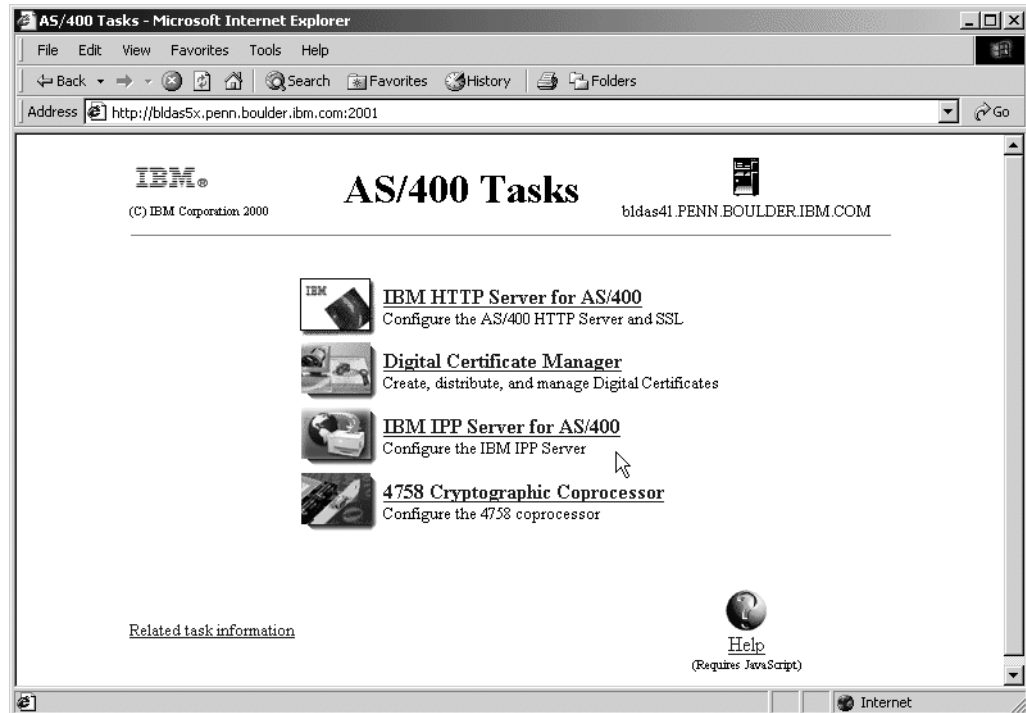 AS/400 Tasks - Microsoft Internet Explorer
File Edit View Favorites Tools Help
Back Search Favorites History Folders
Address http://bldas5x.penn.boulder.ibm.com:2001 Go
IBM®
(C) IBM Corporation 2000
AS/400 Tasks
bldas41.PENN.BOULDER.IBM.COM
IBM
IBM HTTP Server for AS/400
Configure the AS/400 HTTP Server and SSL
Digital Certificate Manager
Create, distribute, and manage Digital Certificates
IBM IPP Server for AS/400
Configure the IBM IPP Server
4758 Cryptographic Coprocessor
Configure the 4758 coprocessor
Related task information
Help
(Requires JavaScript)
Internet